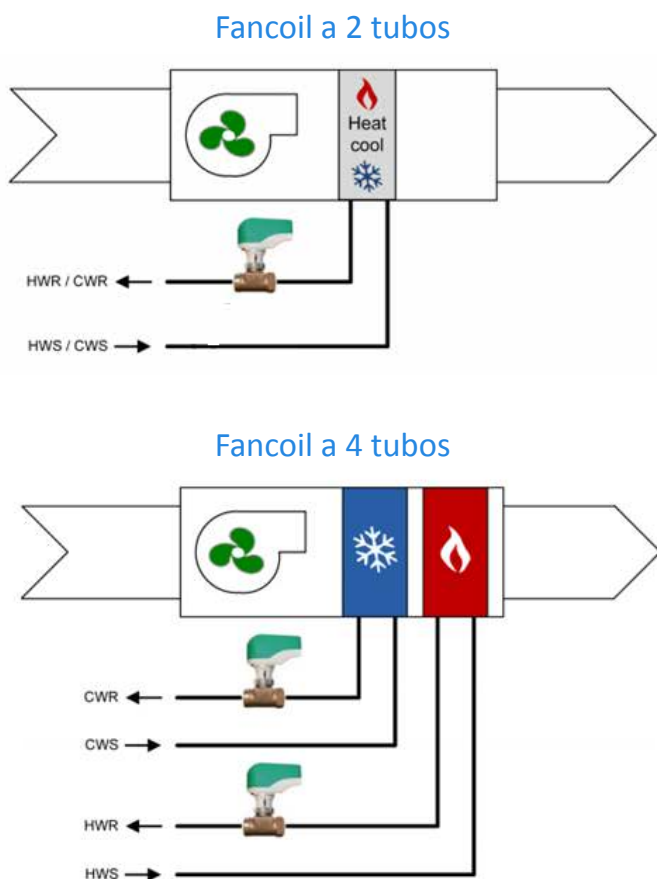 Fancoil a 2 tubos
Heat
cool
HWR / CWR
HWS / CWS
Fancoil a 4 tubos
CWR
CWS
HWR
HWS